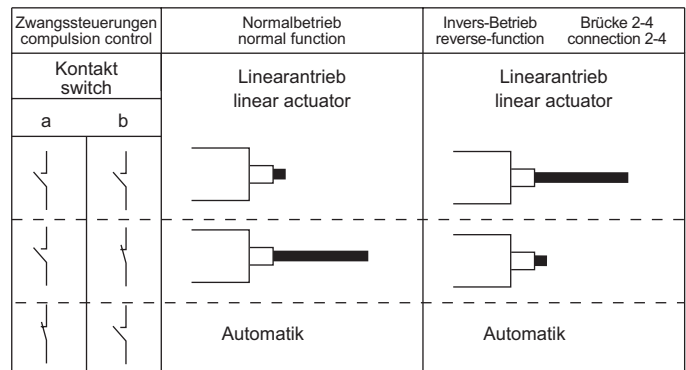 Zwangssteuerungen
compulsion control
Normalbetrieb
normal function
Invers-Betrieb Brücke 2-4
reverse-function connection 2-4
Kontakt
switch
a b
Linearantrieb
linear actuator
Linearantrieb
linear actuator
Automatik
Automatik